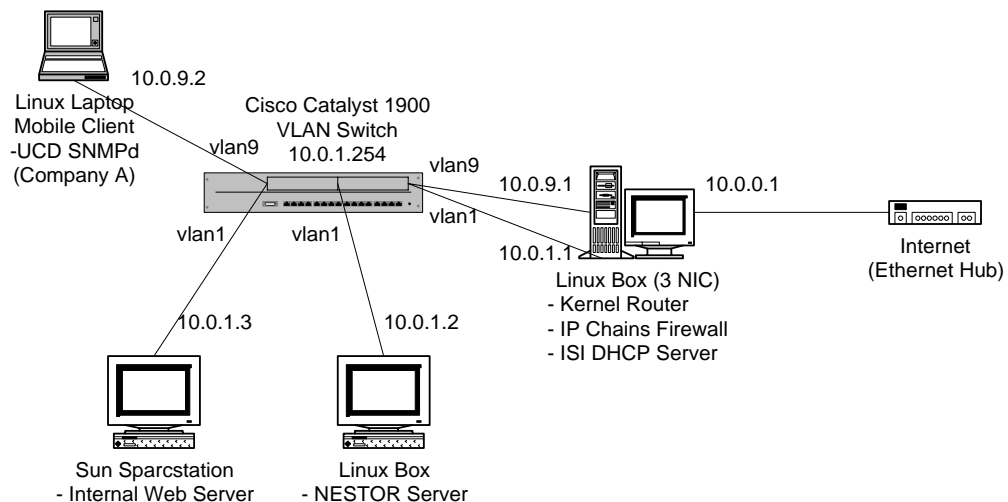 10.0.9.2
Linux Laptop
Mobile Client
-UCD SNMPd
(Company A)
vlan9
Cisco Catalyst 1900
VLAN Switch
10.0.1.254
vlan9
vlan1
vlan1
vlan1
10.0.9.1
10.0.1.1
10.0.0.1
Linux Box (3 NIC)
- Kernel Router
- IP Chains Firewall
- ISI DHCP Server
Internet
(Ethernet Hub)
10.0.1.3
10.0.1.2
Sun Sparcstation
- Internal Web Server
Linux Box
- NESTOR Server